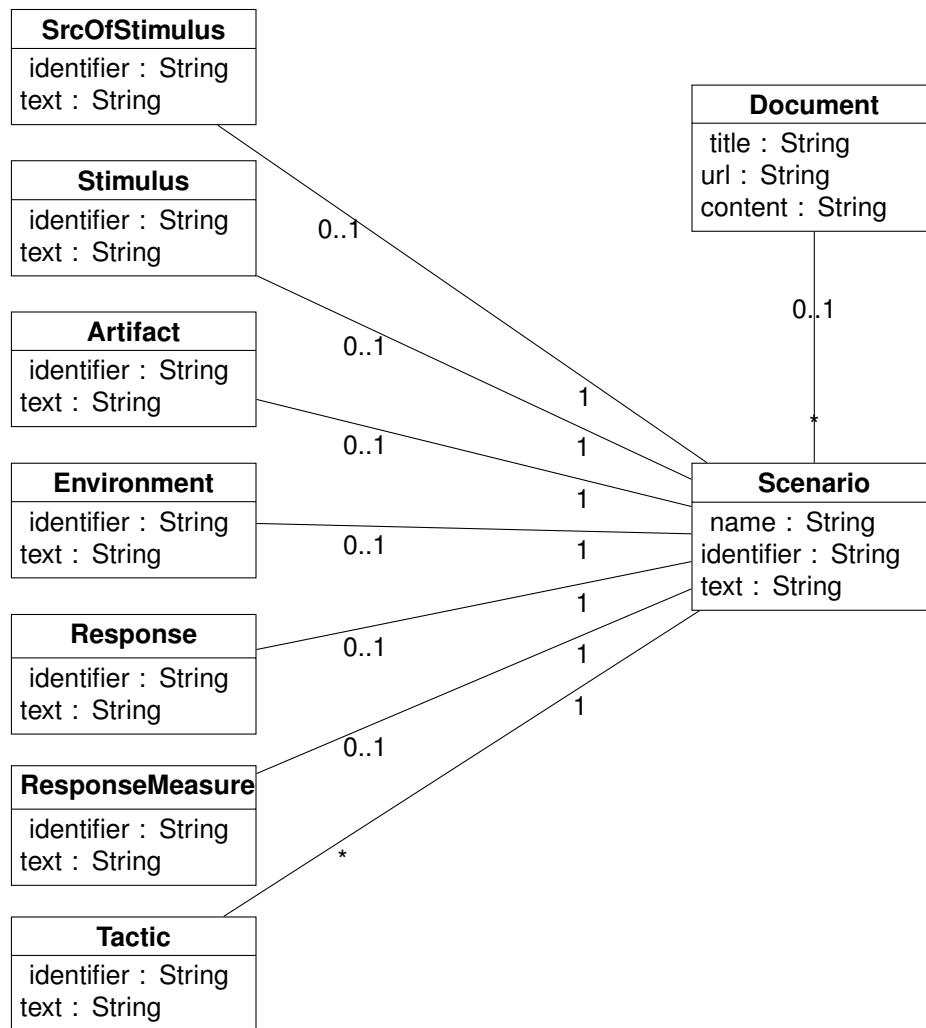 SrcOfStimulus
identifier : String
text : String
Document
title : String
url : String
content : String
Stimulus
identifier : String
text : String
0..1
0..1
Artifact
identifier : String
text : String
0..1
1
*
0..1
1
Environment
identifier : String
text : String
Scenario
name : String
identifier : String
text : String
1
0..1
1
Response
identifier : String
text : String
1
0..1
1
ResponseMeasure
identifier : String
text : String
1
0..1
*
Tactic
identifier : String
text : String